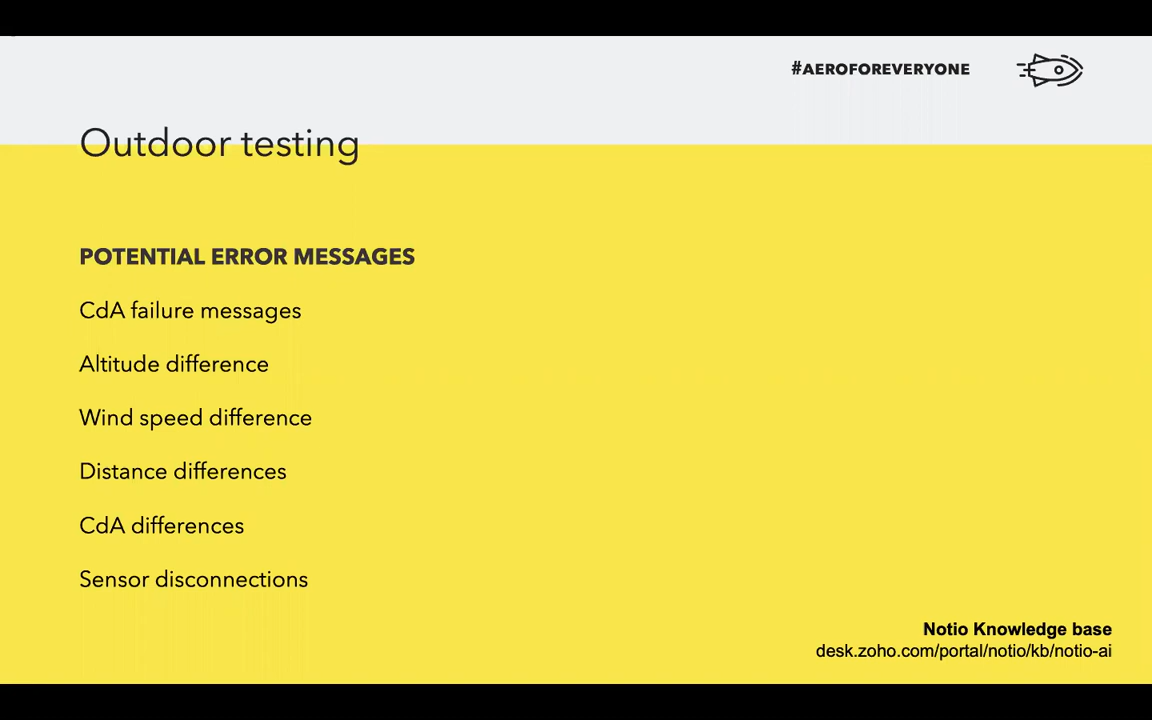 #AEROFOREVERYONE
Outdoor testing
POTENTIAL ERROR MESSAGES
CdA failure messages
Altitude difference
Wind speed difference
Distance differences
CdA differences
Sensor disconnections
Notio Knowledge base
desk.zoho.com/portal/notio/kb/notio-ai